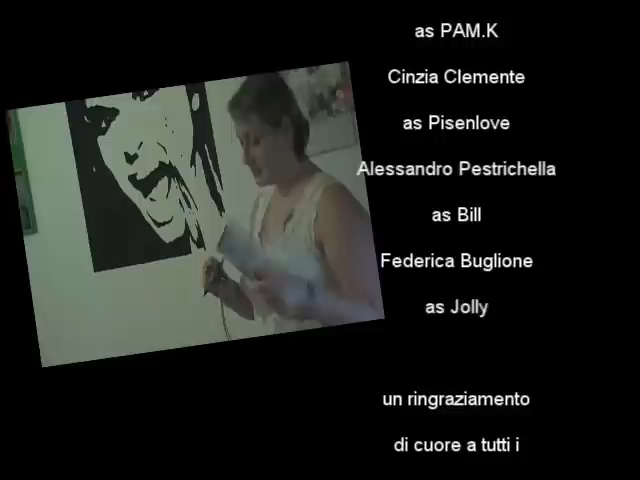 as PAM.K
Cinzia Clemente
as Pisenlove
Alessandro Pestrichella
as Bill
Federica Buglione
as Jolly
un ringraziamento
di cuore a tutti i